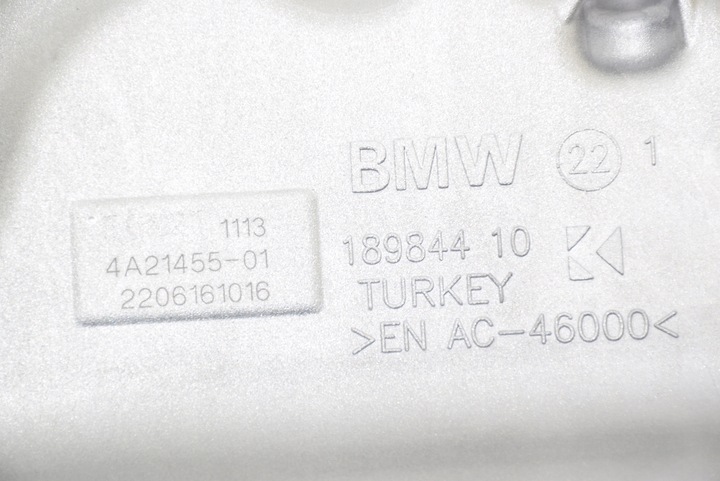 BMW 22 1
189844 10
TURKEY
>EN AC-46000<
1113
4A21455-01
2206161016